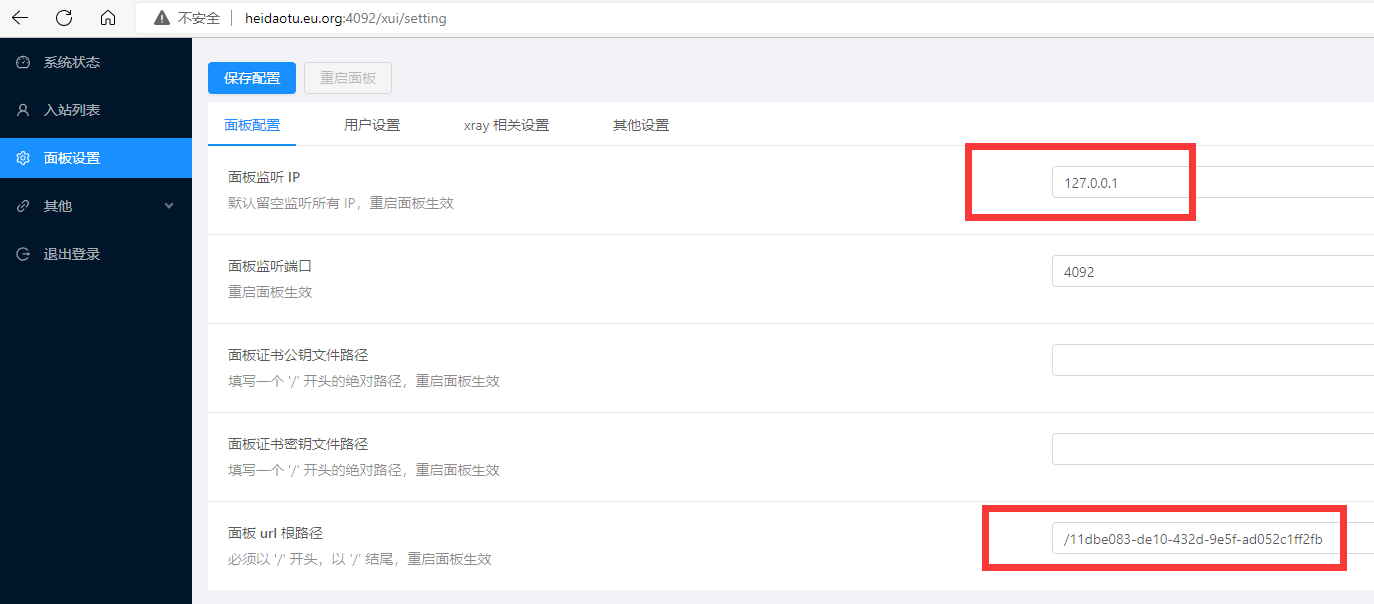 不安全 heidaotu.eu.org:4092/xui/setting
系统状态
入站列表
面板设置
其他
退出登录
保存配置 重启面板
面板配置 用户设置 xray 相关设置 其他设置
面板监听 IP
默认留空监听所有 IP，重启面板生效
127.0.0.1
面板监听端口
重启面板生效
4092
面板证书公钥文件路径
填写一个 '/' 开头的绝对路径，重启面板生效
面板证书密钥文件路径
填写一个 '/' 开头的绝对路径，重启面板生效
面板 url 根路径
必须以 '/' 开头，以 '/' 结尾，重启面板生效
/11dbe083-de10-432d-9e5f-ad052c1ff2fb